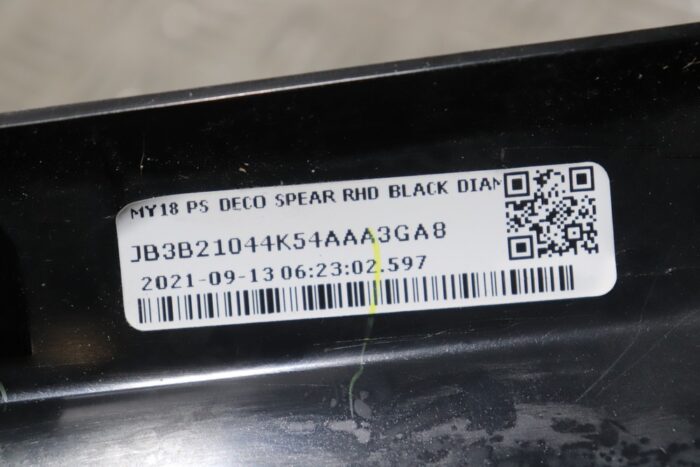 MY18 PS DECO SPEAR RHD BLACK DIAM
JB3B21044K54AAA3GA8
2021-09-13 06:23:02.597